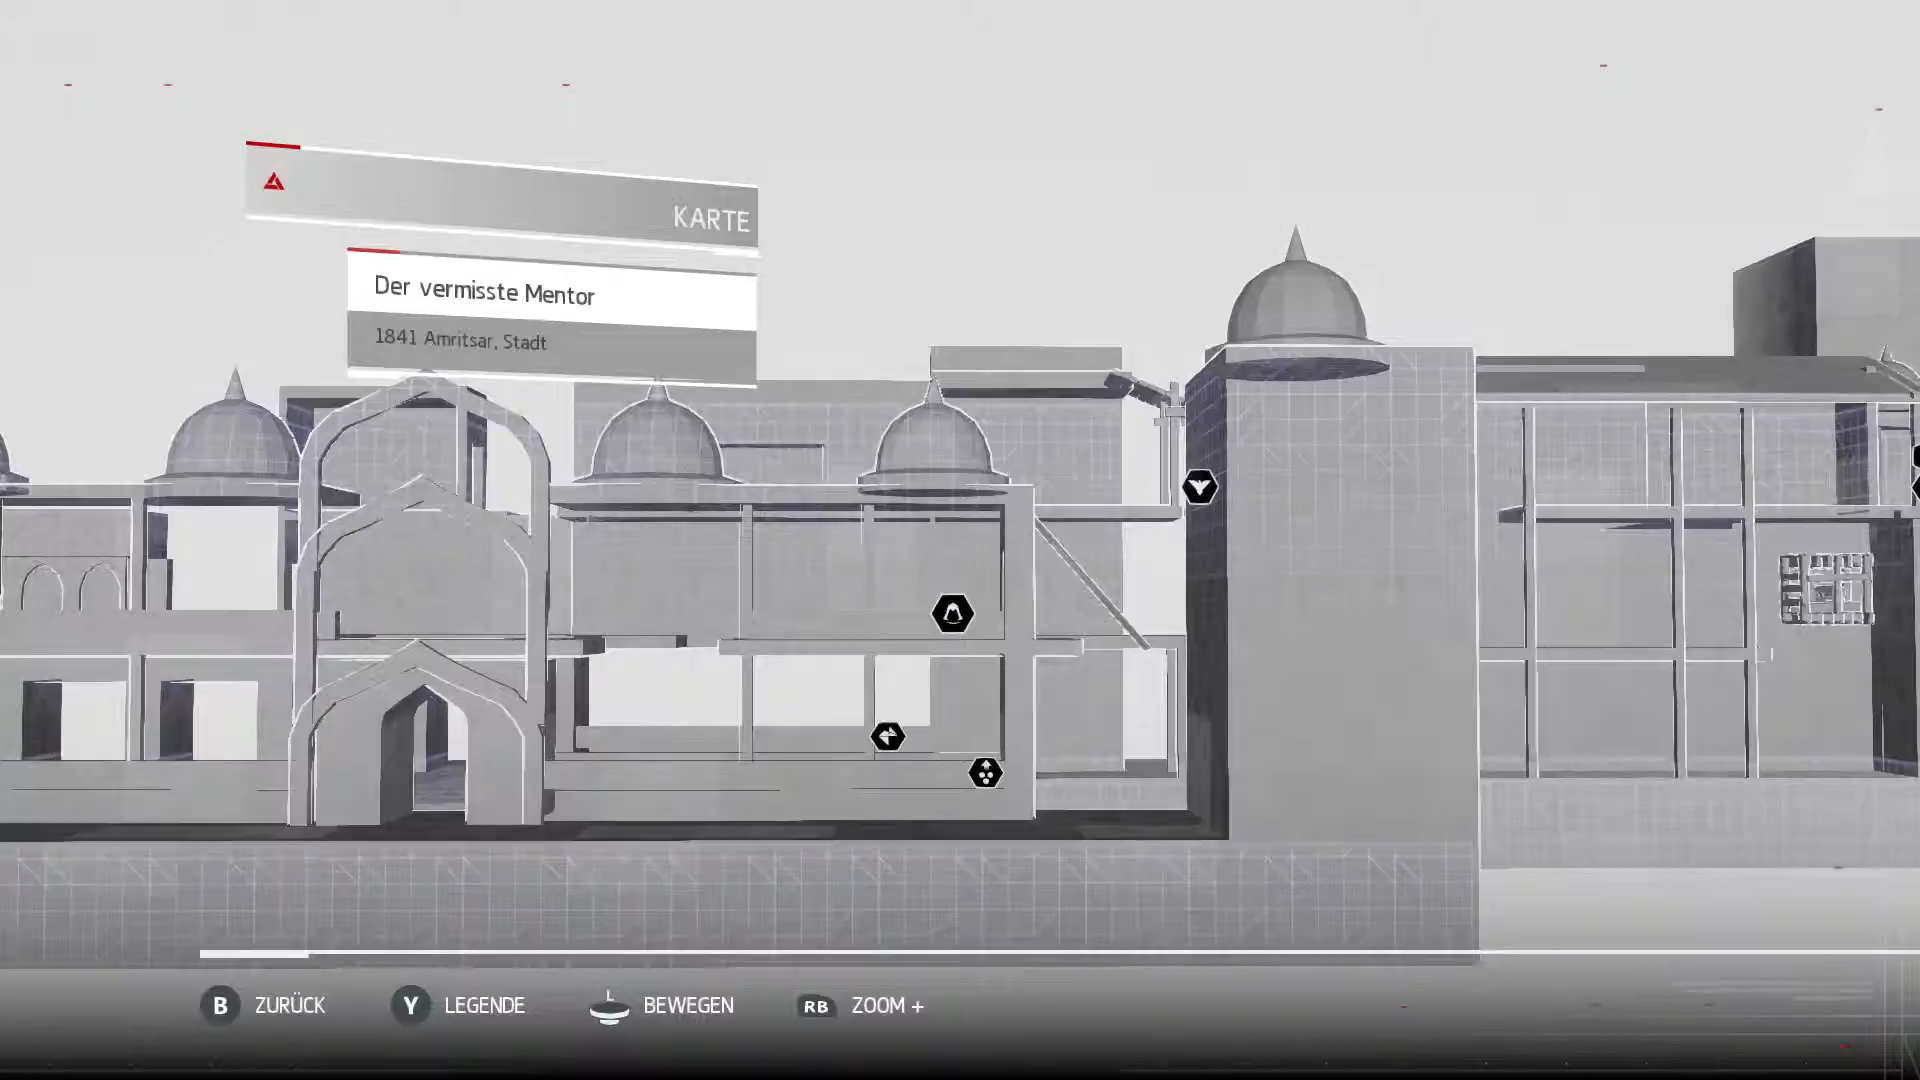 KARTE
Der vermisste Mentor
1841 Amritsar, Stadt
B ZURÜCK Y LEGENDE L BEWEGEN RB ZOOM +